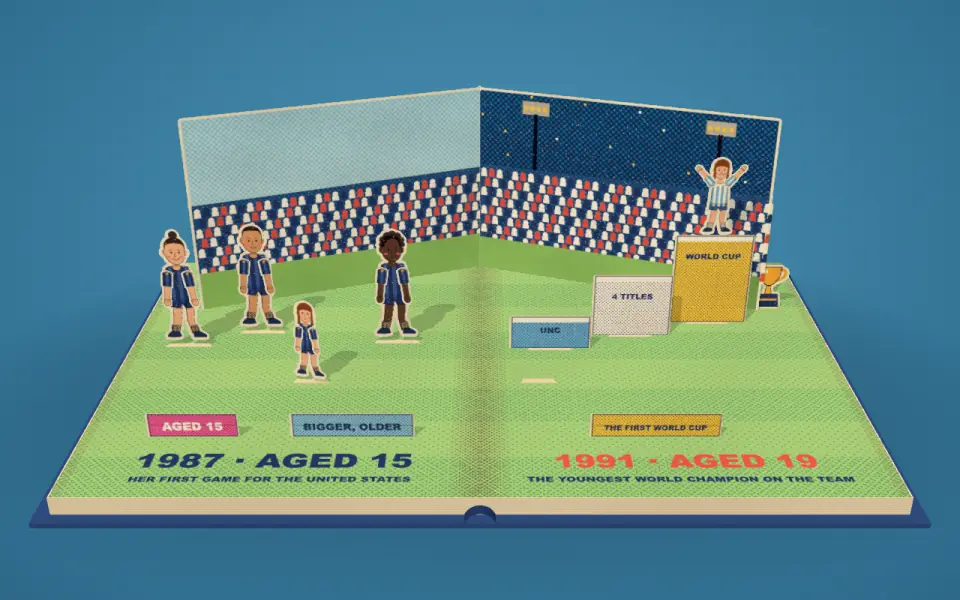 WORLD CUP
4 TITLES
UNC
AGED 15
BIGGER, OLDER
1987 · AGED 15
HER FIRST GAME FOR THE UNITED STATES
THE FIRST WORLD CUP
1991 · AGED 19
THE YOUNGEST WORLD CHAMPION ON THE TEAM